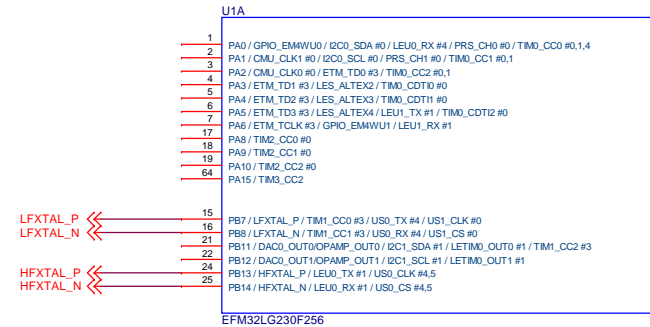 U1A
1 PA0 / GPIO_EM4WU0 / I2C0_SDA #0 / LEU0_RX #4 / PRS_CH0 #0 / TIM0_CC0 #0,1,4
2 PA1 / CMU_CLK1 #0 / I2C0_SCL #0 / PRS_CH1 #0 / TIM0_CC1 #0,1
3 PA2 / CMU_CLK0 #0 / ETM_TD0 #3 / TIM0_CC2 #0,1
4 PA3 / ETM_TD1 #3 / LES_ALTEX2 / TIM0_CDTI0 #0
5 PA4 / ETM_TD2 #3 / LES_ALTEX3 / TIM0_CDTI1 #0
6 PA5 / ETM_TD3 #3 / LES_ALTEX4 / LEU1_TX #1 / TIM0_CDTI2 #0
7 PA6 / ETM_TCLK #3 / GPIO_EM4WU1 / LEU1_RX #1
17 PA8 / TIM2_CC0 #0
18 PA9 / TIM2_CC1 #0
19 PA10 / TIM2_CC2 #0
64 PA15 / TIM3_CC2
LFXTAL_P 15 PB7 / LFXTAL_P / TIM1_CC0 #3 / US0_TX #4 / US1_CLK #0
LFXTAL_N 16 PB8 / LFXTAL_N / TIM1_CC1 #3 / US0_RX #4 / US1_CS #0
21 PB11 / DAC0_OUT0/OPAMP_OUT0 / I2C1_SDA #1 / LETIM0_OUT0 #1 / TIM1_CC2 #3
22 PB12 / DAC0_OUT1/OPAMP_OUT1 / I2C1_SCL #1 / LETIM0_OUT1 #1
HFXTAL_P 24 PB13 / HFXTAL_P / LEU0_TX #1 / US0_CLK #4,5
HFXTAL_N 25 PB14 / HFXTAL_N / LEU0_RX #1 / US0_CS #4,5
EFM32LG230F256